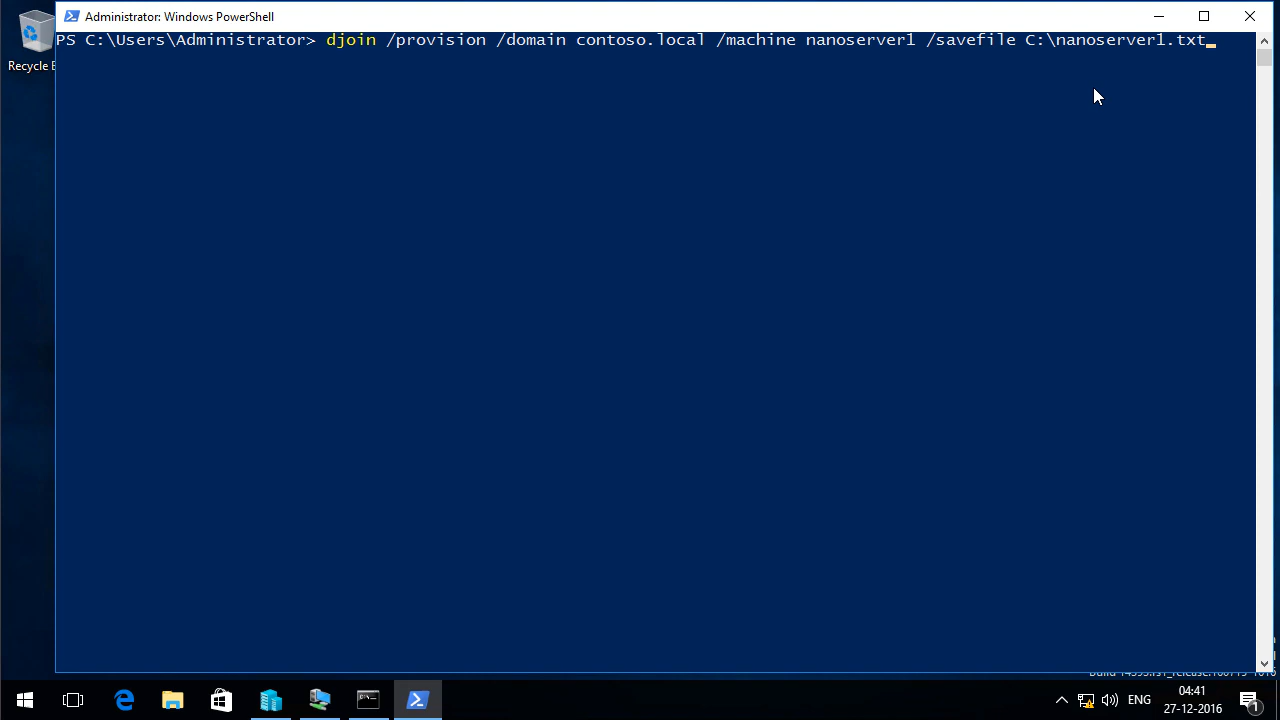 Administrator: Windows PowerShell
PS C:\Users\Administrator> djoin /provision /domain contoso.local /machine nanoserver1 /savefile C:\nanoserver1.txt
Recycle
ENG
04:41
27-12-2016
1